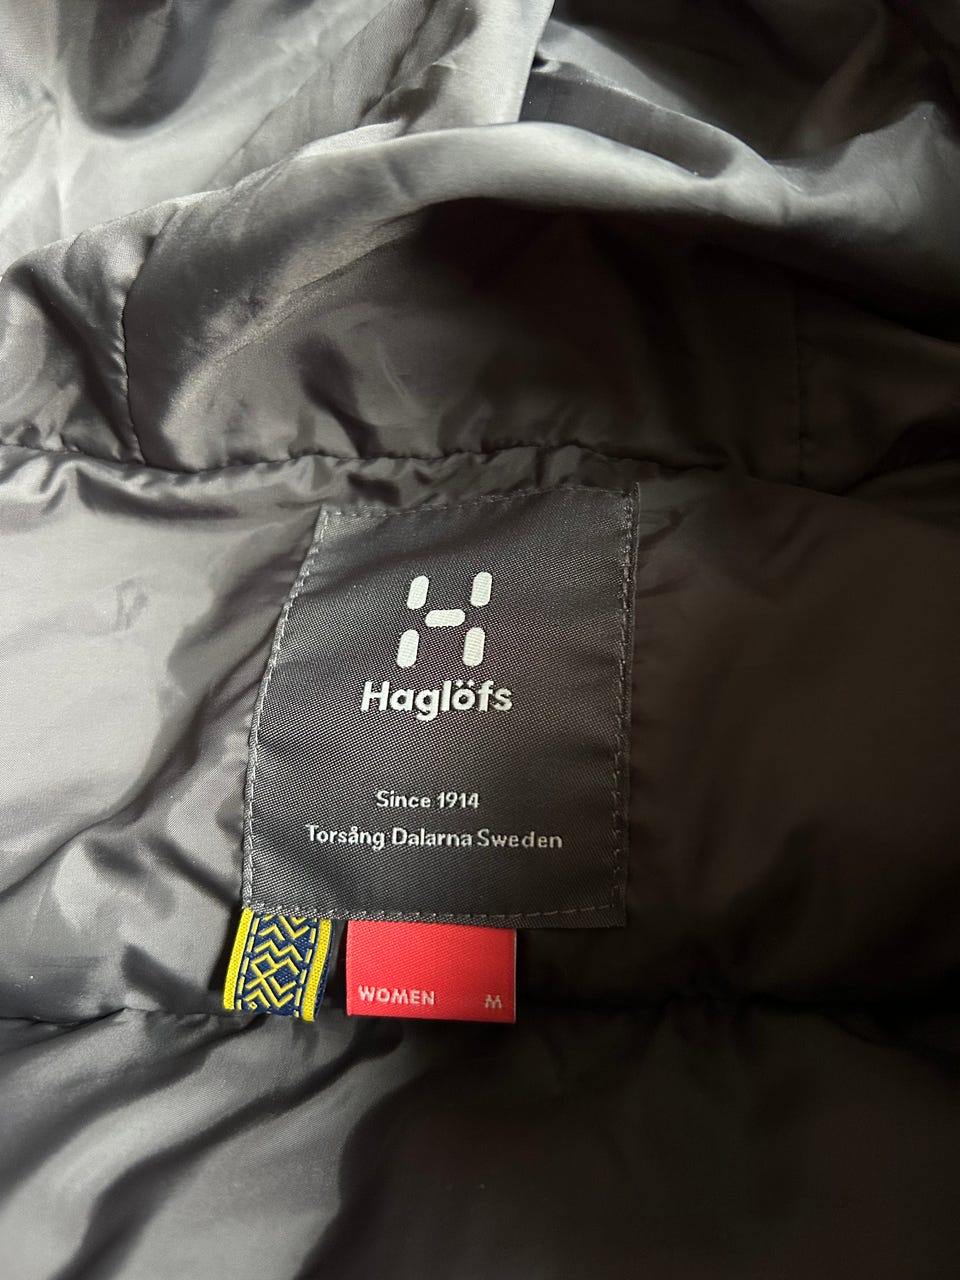 Haglöfs
Since 1914
Torsång Dalarna Sweden
WOMEN M